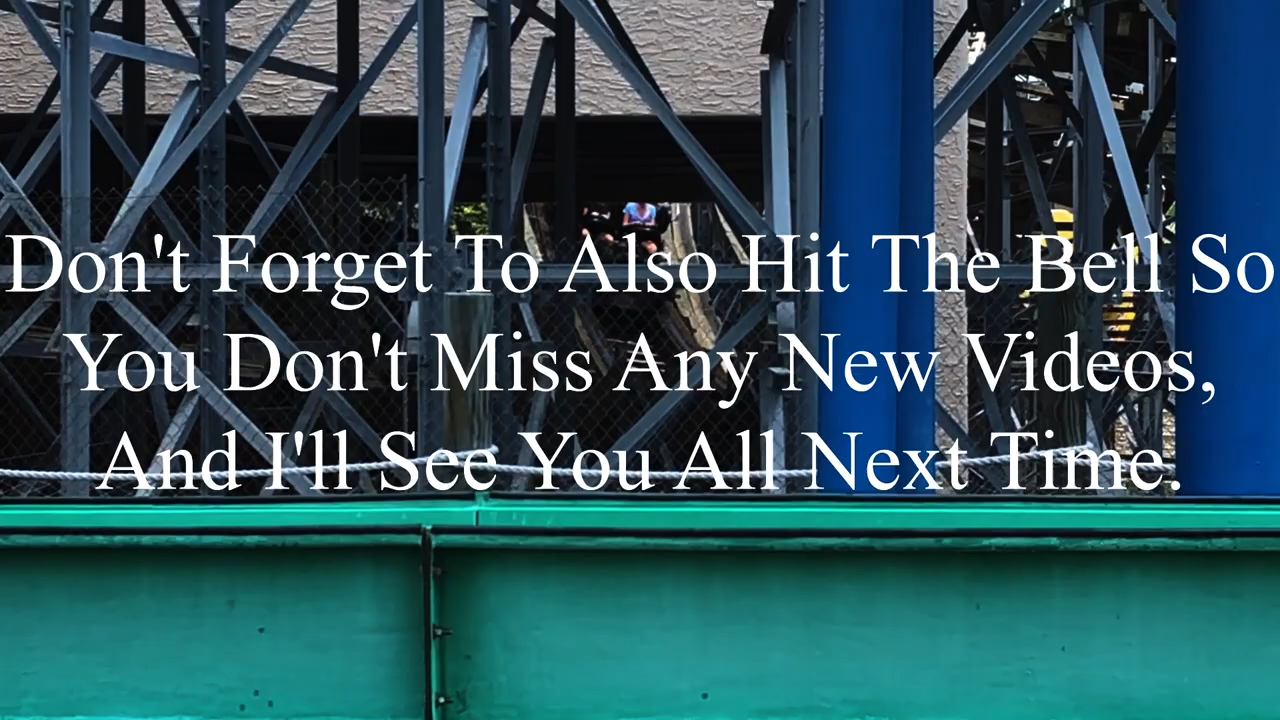 Don't Forget To Also Hit The Bell So
You Don't Miss Any New Videos,
And I'll See You All Next Time.